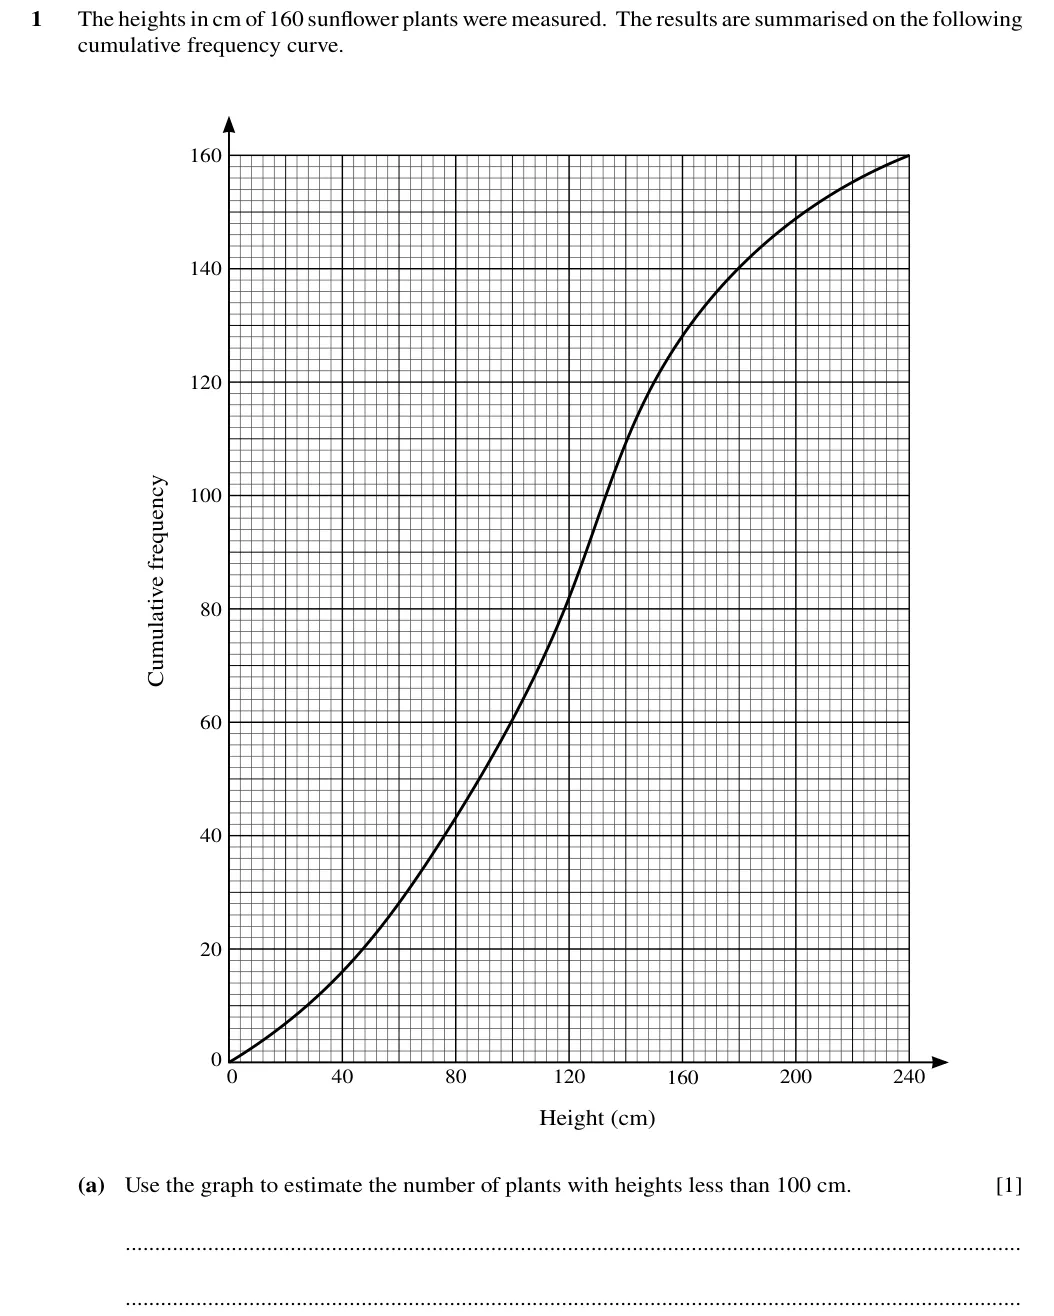 1 The heights in cm of 160 sunflower plants were measured. The results are summarised on the following
cumulative frequency curve.
160
140
120
100
80
60
40
20
0
Cumulative frequency
0 40 80 120 160 200 240
Height (cm)
(a) Use the graph to estimate the number of plants with heights less than 100 cm. [1]